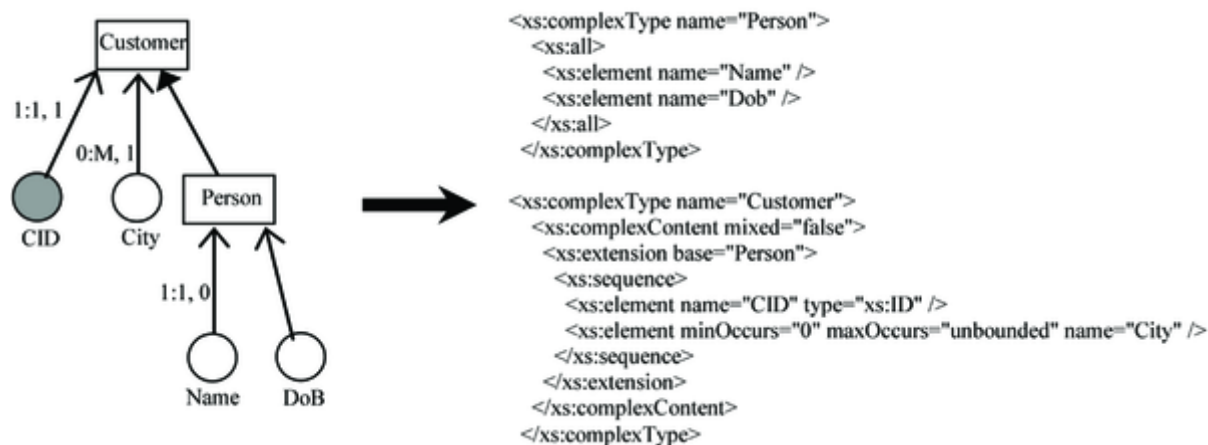 Customer
1:1, 1
0:M, 1
Person
CID
City
1:1, 0
Name
DoB
<xs:complexType name="Person">
<xs:all>
<xs:element name="Name" />
<xs:element name="Dob" />
</xs:all>
</xs:complexType>
<xs:complexType name="Customer">
<xs:complexContent mixed="false">
<xs:extension base="Person">
<xs:sequence>
<xs:element name="CID" type="xs:ID" />
<xs:element minOccurs="0" maxOccurs="unbounded" name="City" />
</xs:sequence>
</xs:extension>
</xs:complexContent>
</xs:complexType>